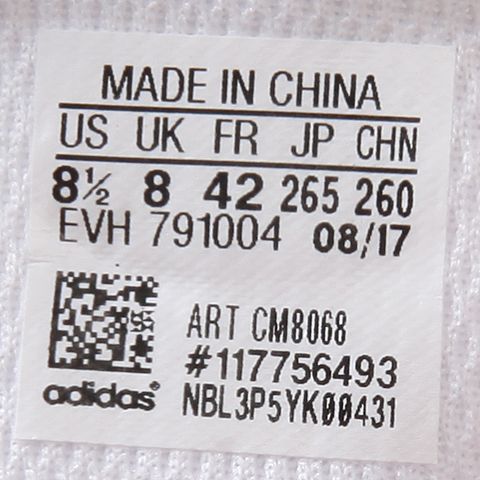 MADE IN CHINA
US UK FR JP CHN
8½ 8 42 265 260
EVH 791004 08/17
ART CM8068
#117756493
adidas® NBL3P5YK00431